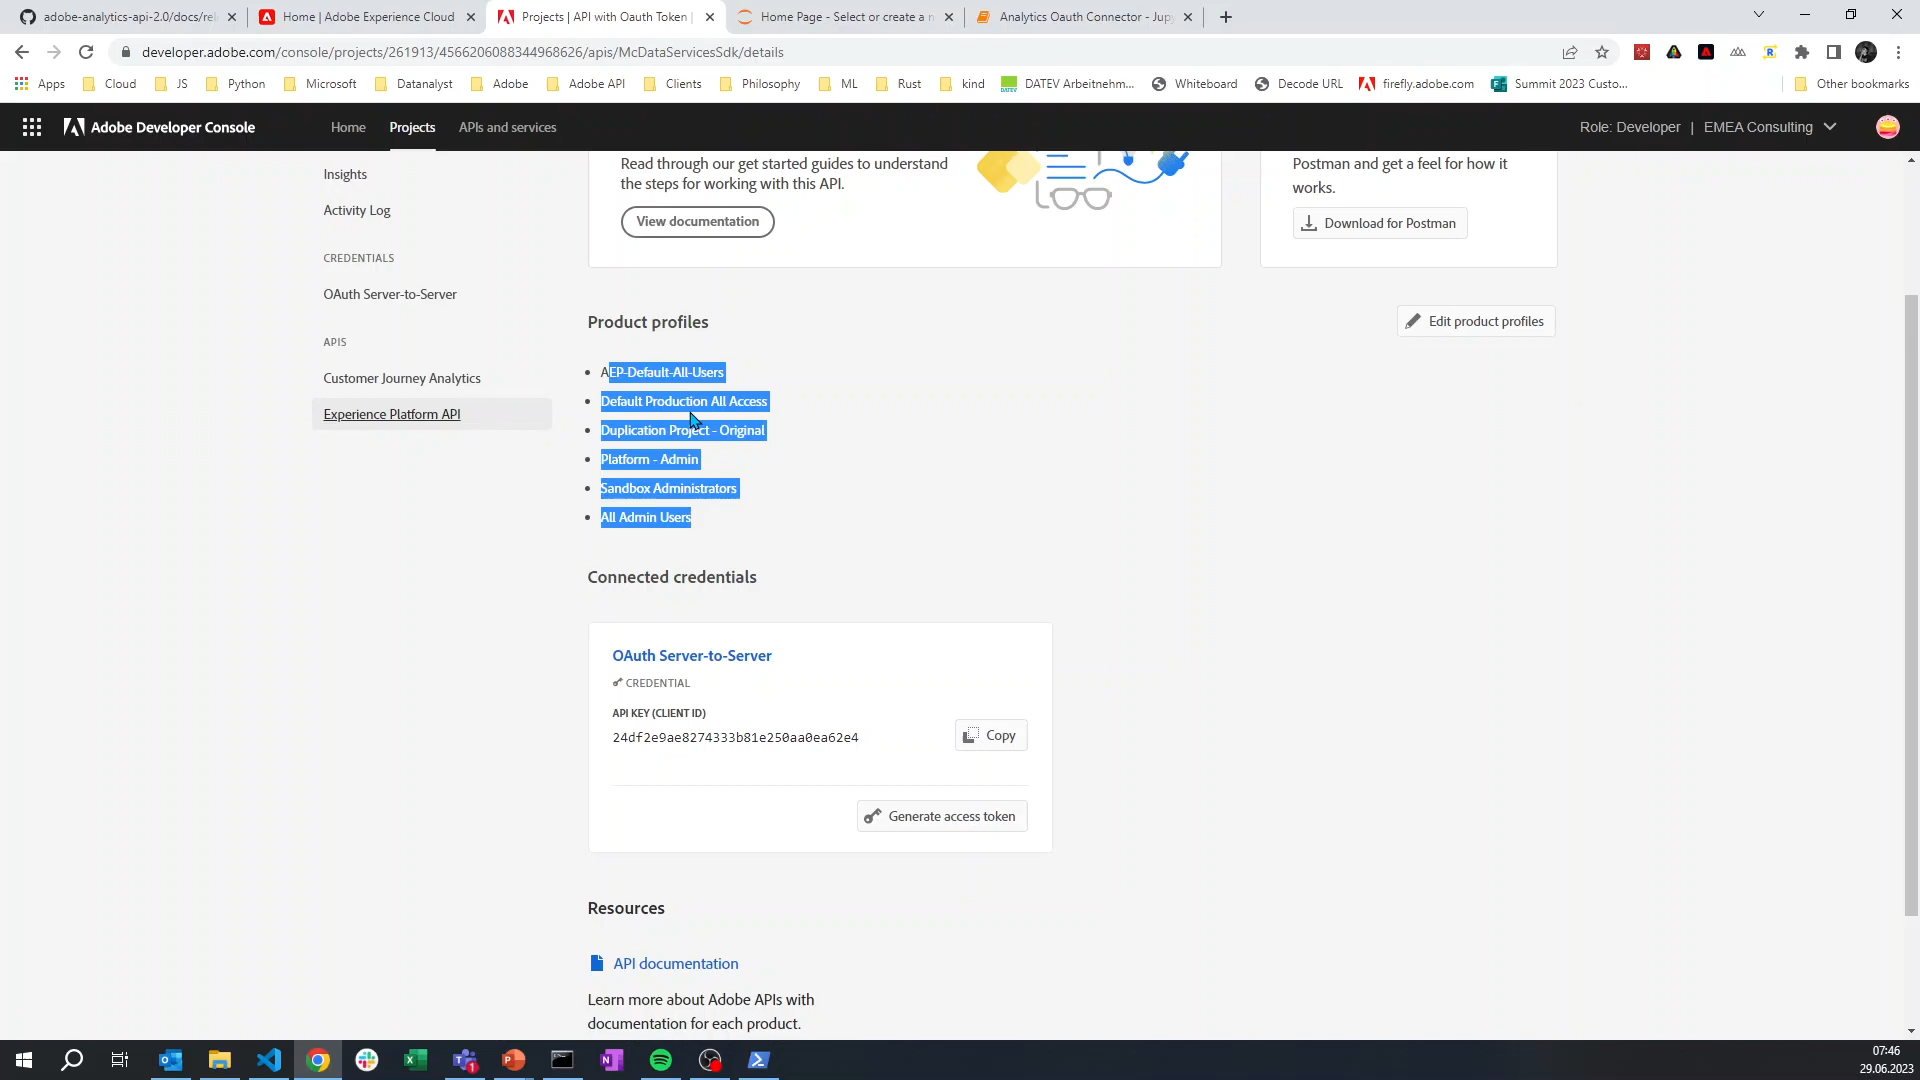 adobe-analytics-api-2.0/docs/rel
Home | Adobe Experience Cloud
Projects | API with Oauth Token |
Home Page - Select or create a n
Analytics Oauth Connector - Jup
developer.adobe.com/console/projects/261913/4566206088344968626/apis/McDataServicesSdk/details
Apps
Cloud
JS
Python
Microsoft
Datanalyst
Adobe
Adobe API
Clients
Philosophy
ML
Rust
kind
DATEV Arbeitnehm...
Whiteboard
Decode URL
firefly.adobe.com
Summit 2023 Custo...
Other bookmarks
Adobe Developer Console
Home
Projects
APIs and services
Role: Developer | EMEA Consulting
Insights
Activity Log
CREDENTIALS
OAuth Server-to-Server
APIS
Customer Journey Analytics
Experience Platform API
Read through our get started guides to understand
the steps for working with this API.
View documentation
Postman and get a feel for how it
works.
Download for Postman
Product profiles
Edit product profiles
• AEP-Default-All-Users
• Default Production All Access
• Duplication Project - Original
• Platform - Admin
• Sandbox Administrators
• All Admin Users
Connected credentials
OAuth Server-to-Server
CREDENTIAL
API KEY (CLIENT ID)
24df2e9ae8274333b81e250aa0ea62e4
Copy
Generate access token
Resources
API documentation
Learn more about Adobe APIs with
documentation for each product.
07:46
29.06.2023